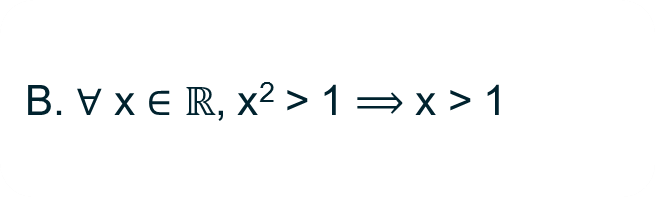 B. ∀ x ∈ ℝ, x² > 1 ⟹ x > 1